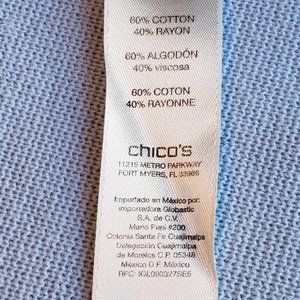 60% COTTON
40% RAYON
60% ALGODÓN
40% viscosa
60% COTON
40% RAYONNE
chico's
11215 METRO PARKWAY
FORT MYERS, FL 33966
Importado en México por:
Importadora Globastic
S.A. de C.V.
Mario Pani #200
Colonia Santa Fe Cuajimalpa
Delegación Cuajimalpa
de Morelos C.P. 05348
México D.F. México
RFC: